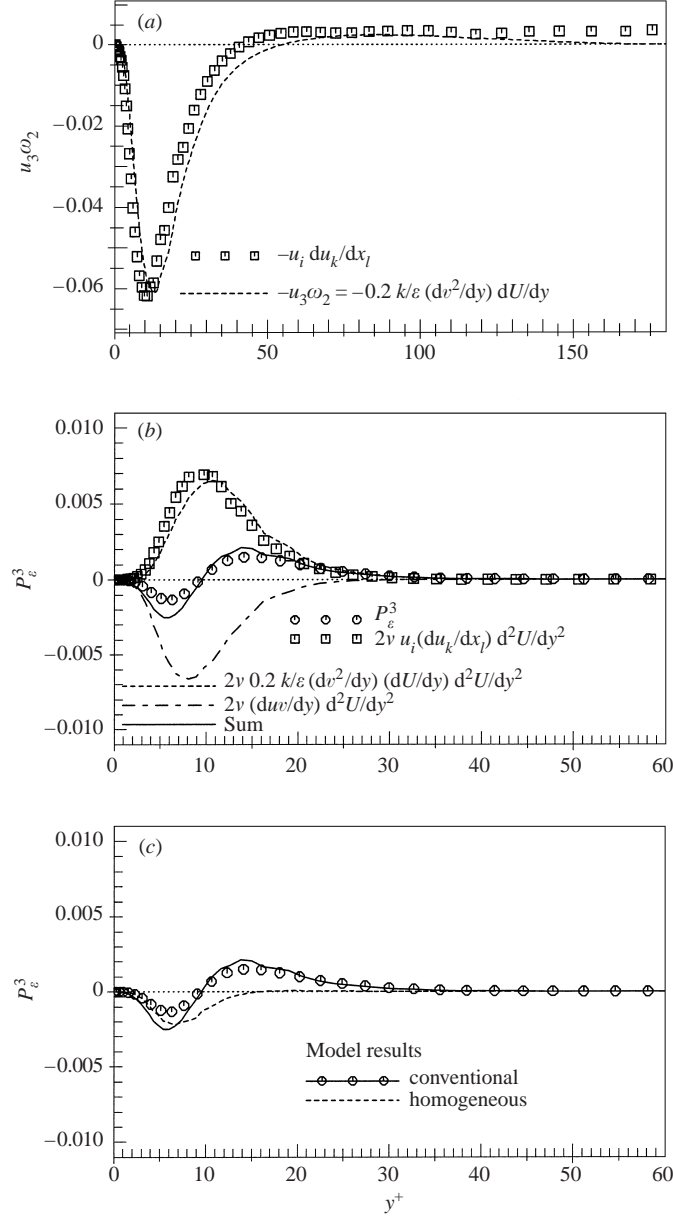 (a)
0
−0.02
−0.04
−0.06
u₃ω₂
−uᵢ duₖ/dxₗ
−u₃ω₂ = −0.2 k/ε (dv²/dy) dU/dy
0 50 100 150
(b)
0.010
0.005
0
−0.005
−0.010
P³_ε
P³_ε
2ν uᵢ(duₖ/dxₗ) d²U/dy²
2ν 0.2 k/ε (dv²/dy) (dU/dy) d²U/dy²
2ν (duv/dy) d²U/dy²
Sum
0 10 20 30 40 50 60
(c)
0.010
0.005
0
−0.005
−0.010
P³_ε
Model results
conventional
homogeneous
0 10 20 30 40 50 60
y⁺